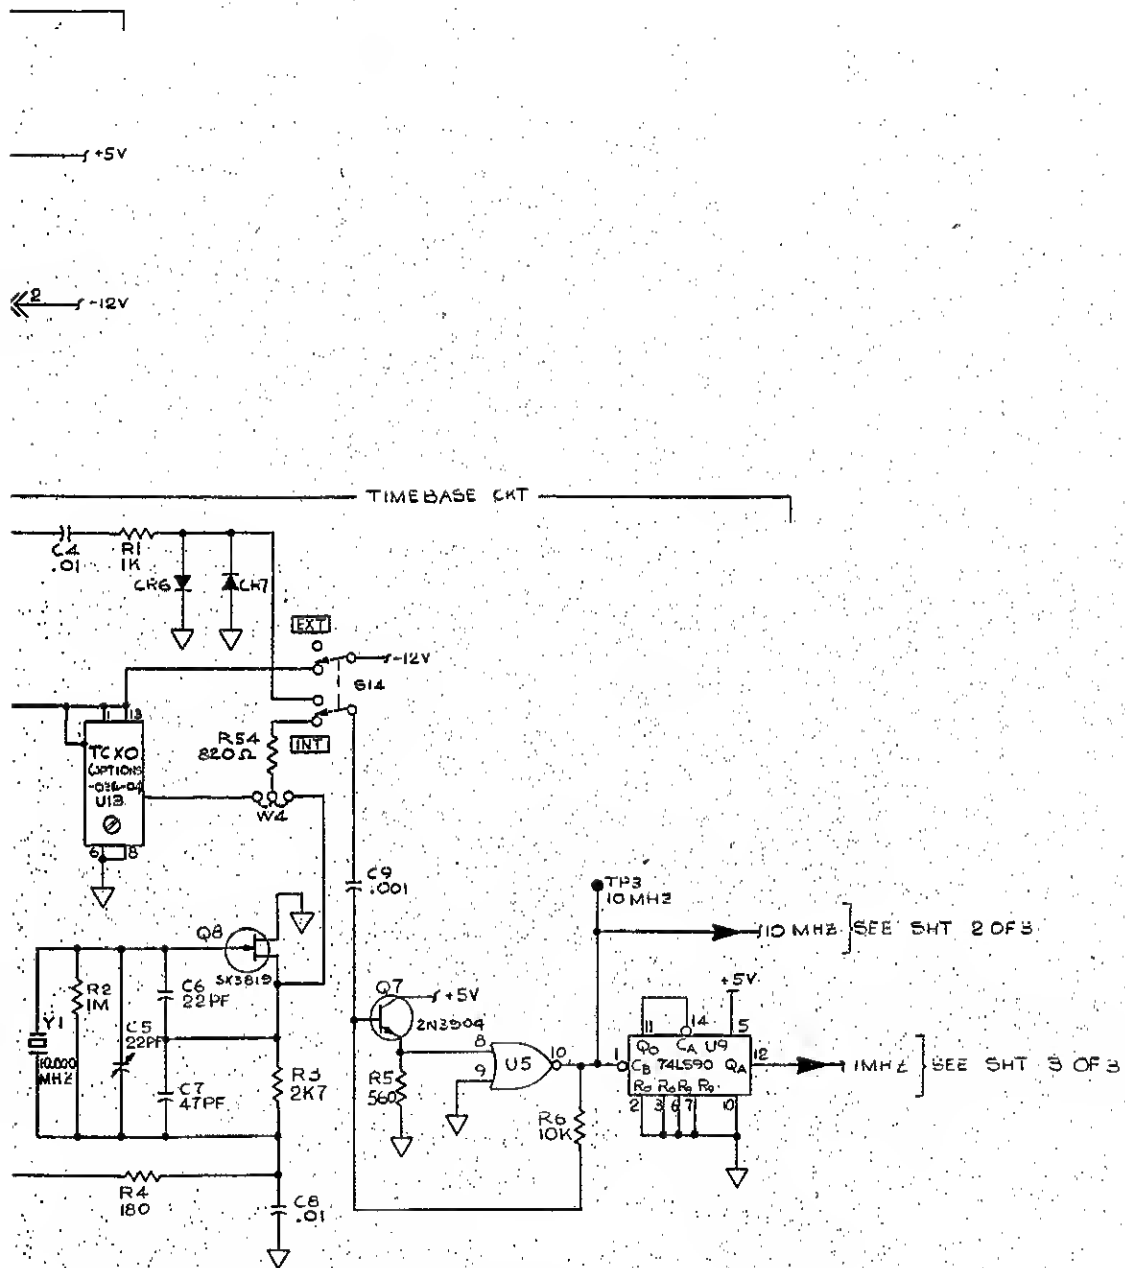 +5V
2
-12V
TIMEBASE CKT
C4
.01
R1
1K
CR6
CR7
EXT
-12V
S14
INT
R54
820Ω
1
13
TCXO
(OPTION)
U13
6
8
W4
C9
.001
TP3
10 MHZ
10 MHZ
SEE SHT 2 OF 3
Q8
SK3819
R2
1M
C6
22PF
C5
22PF
Y1
10.000
MHZ
C7
47PF
R3
2K7
R4
180
C8
.01
Q7
+5V
2N3904
R5
560
8
9
U5
10
R6
10K
+5V
11
14
5
QD
CA
U9
1
CB
74LS90
QA
12
R0
R0
R9
R9
2
3
6
7
10
1MHZ
SEE SHT 3 OF 3